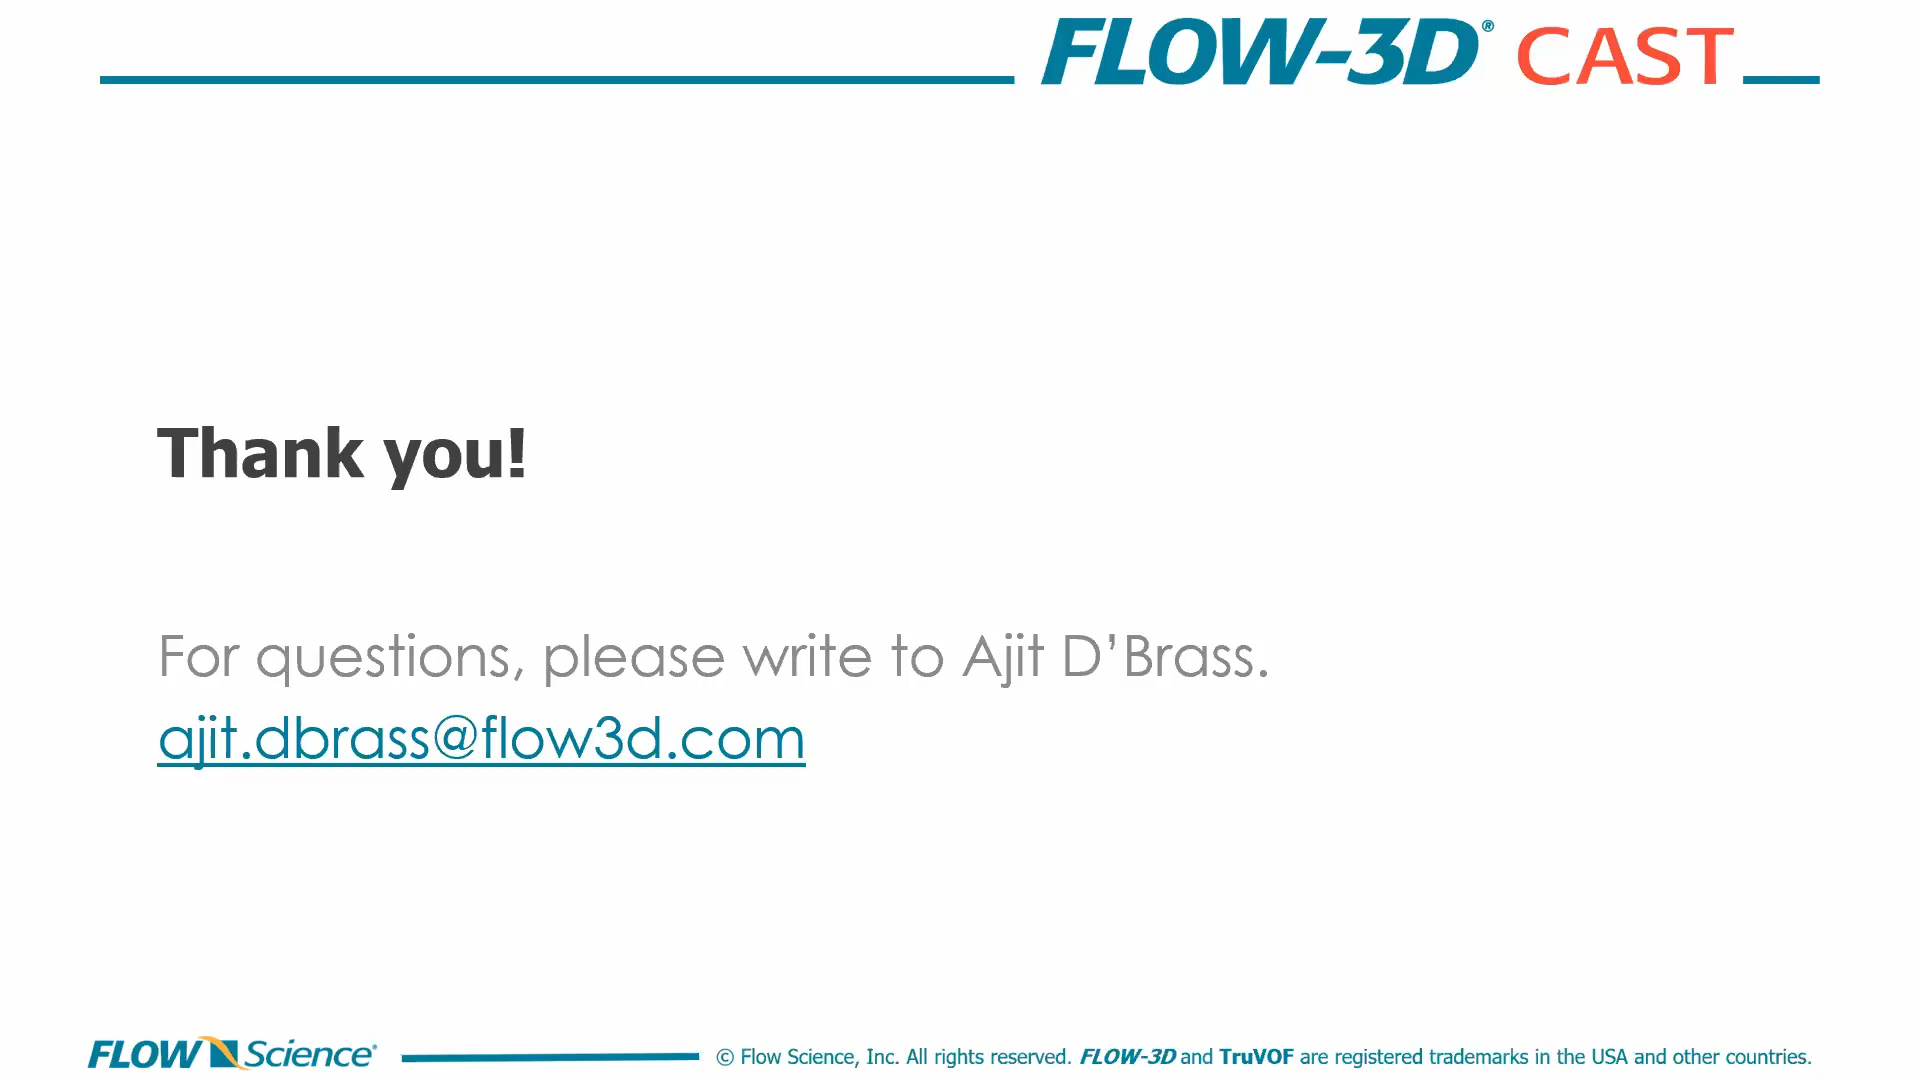 FLOW-3D® CAST
Thank you!
For questions, please write to Ajit D’Brass.
ajit.dbrass@flow3d.com
FLOW Science® © Flow Science, Inc. All rights reserved. FLOW-3D and TruVOF are registered trademarks in the USA and other countries.